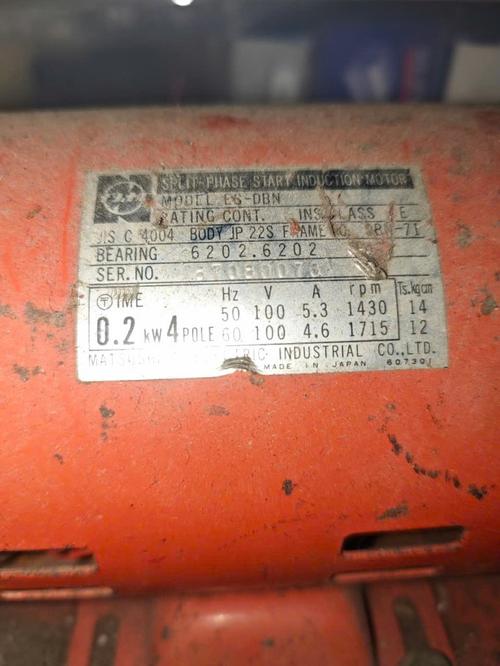 SPLIT-PHASE START INDUCTION MOTOR
MODEL
RATING CONT. INS. CLASS E
JIS C 4004 BODY JP 22S FRAME NO.
BEARING 6202.6202
SER. NO.
TIME Hz V A rpm Ts.kgcm
50 100 5.3 1430 14
0.2 kW 4 POLE 60 100 4.6 1715 12
INDUSTRIAL CO., LTD.
MADE IN JAPAN 607301